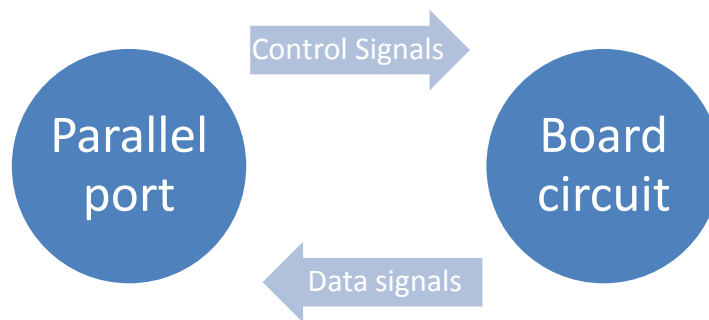 Control Signals
Parallel
port
Board
circuit
Data signals